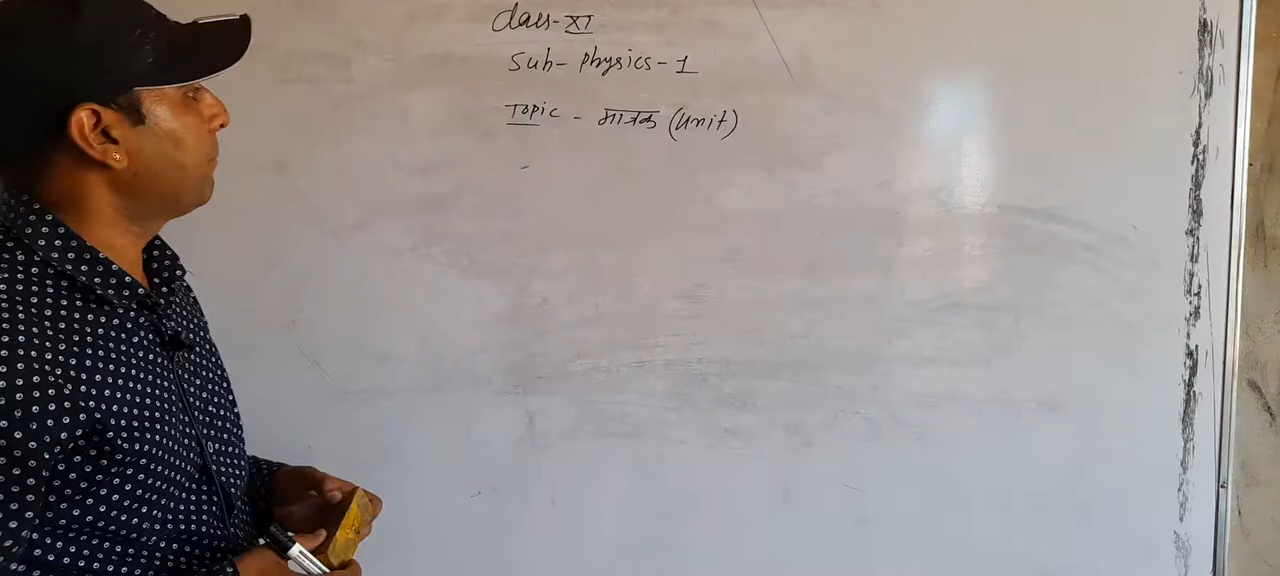 Class-XI
Sub-Physics-1
Topic - मात्रक (Unit)